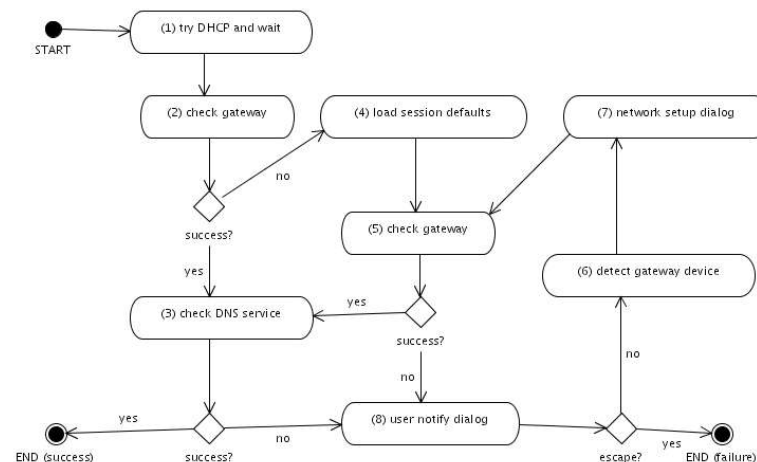 (1) try DHCP and wait
START
(2) check gateway
(4) load session defaults
(7) network setup dialog
no
success?
(5) check gateway
yes
(6) detect gateway device
(3) check DNS service
yes
success?
no
no
(8) user notify dialog
yes
no
yes
END (success)
success?
escape?
END (failure)